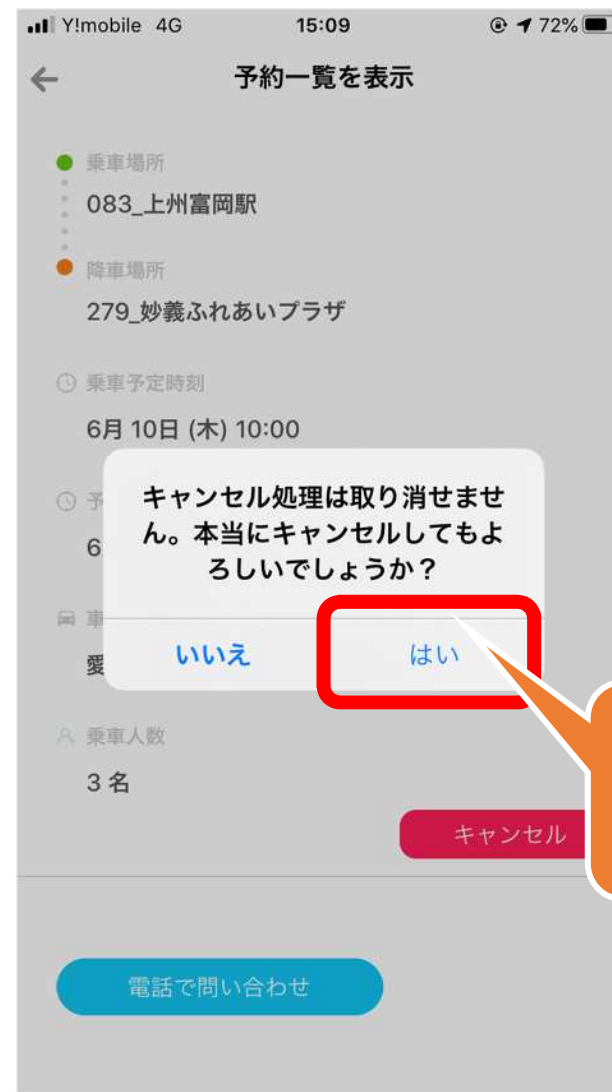 Y!mobile 4G 15:09 72%
予約一覧を表示
乗車場所
083_上州富岡駅
降車場所
279_妙義ふれあいプラザ
乗車予定時刻
6月 10日 (木) 10:00
予
6
キャンセル処理は取り消せませ
ん。本当にキャンセルしてもよ
ろしいでしょうか？
車
愛
いいえ はい
乗車人数
3 名
キャンセル
電話で問い合わせ